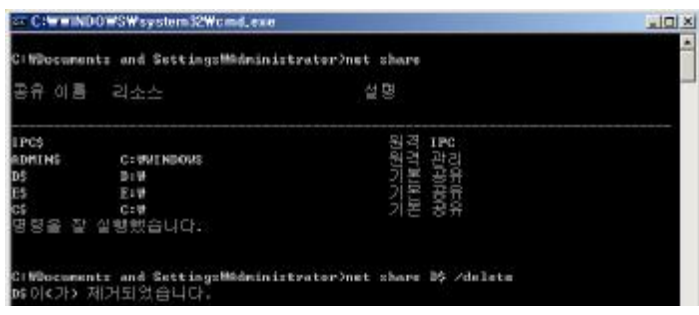 C:₩WINDOWS₩system32₩cmd.exe
C:₩Documents and Settings₩Administrator>net share
공유 이름 리소스 설명
IPC$ 원격 IPC
ADMIN$ C:₩WINDOWS 원격 관리
D$ D:₩ 기본 공유
E$ E:₩ 기본 공유
C$ C:₩ 기본 공유
명령을 잘 실행했습니다.
C:₩Documents and Settings₩Administrator>net share D$ /delete
D$이<가> 제거되었습니다.